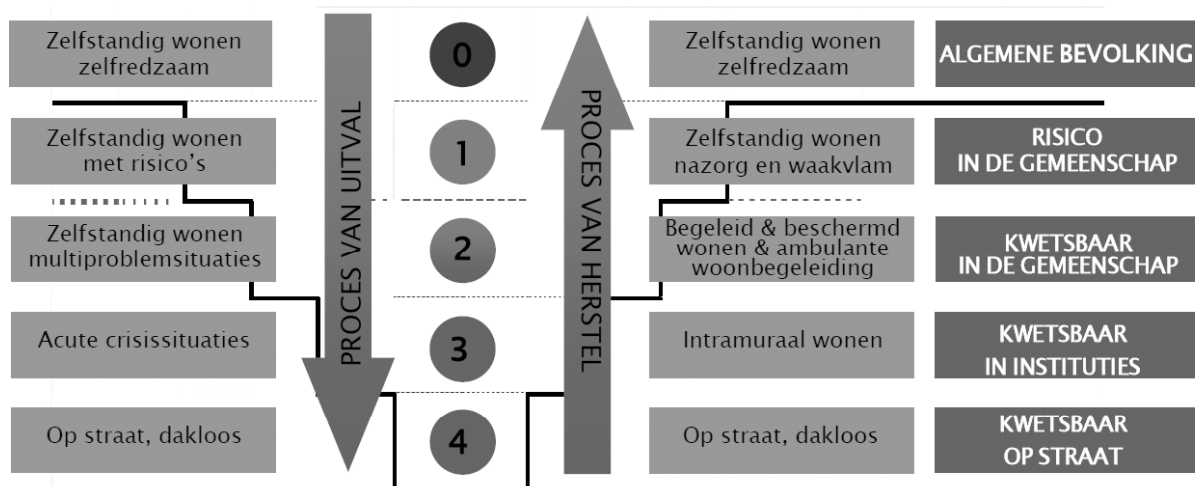 Zelfstandig wonen
zelfredzaam
0
Zelfstandig wonen
zelfredzaam
ALGEMENE BEVOLKING
PROCES VAN UITVAL
PROCES VAN HERSTEL
Zelfstandig wonen
met risico's
1
Zelfstandig wonen
nazorg en waakvlam
RISICO
IN DE GEMEENSCHAP
Zelfstandig wonen
multiproblemsituaties
2
Begeleid & beschermd
wonen & ambulante
woonbegeleiding
KWETSBAAR
IN DE GEMEENSCHAP
Acute crisissituaties
3
Intramuraal wonen
KWETSBAAR
IN INSTITUTIES
Op straat, dakloos
4
Op straat, dakloos
KWETSBAAR
OP STRAAT